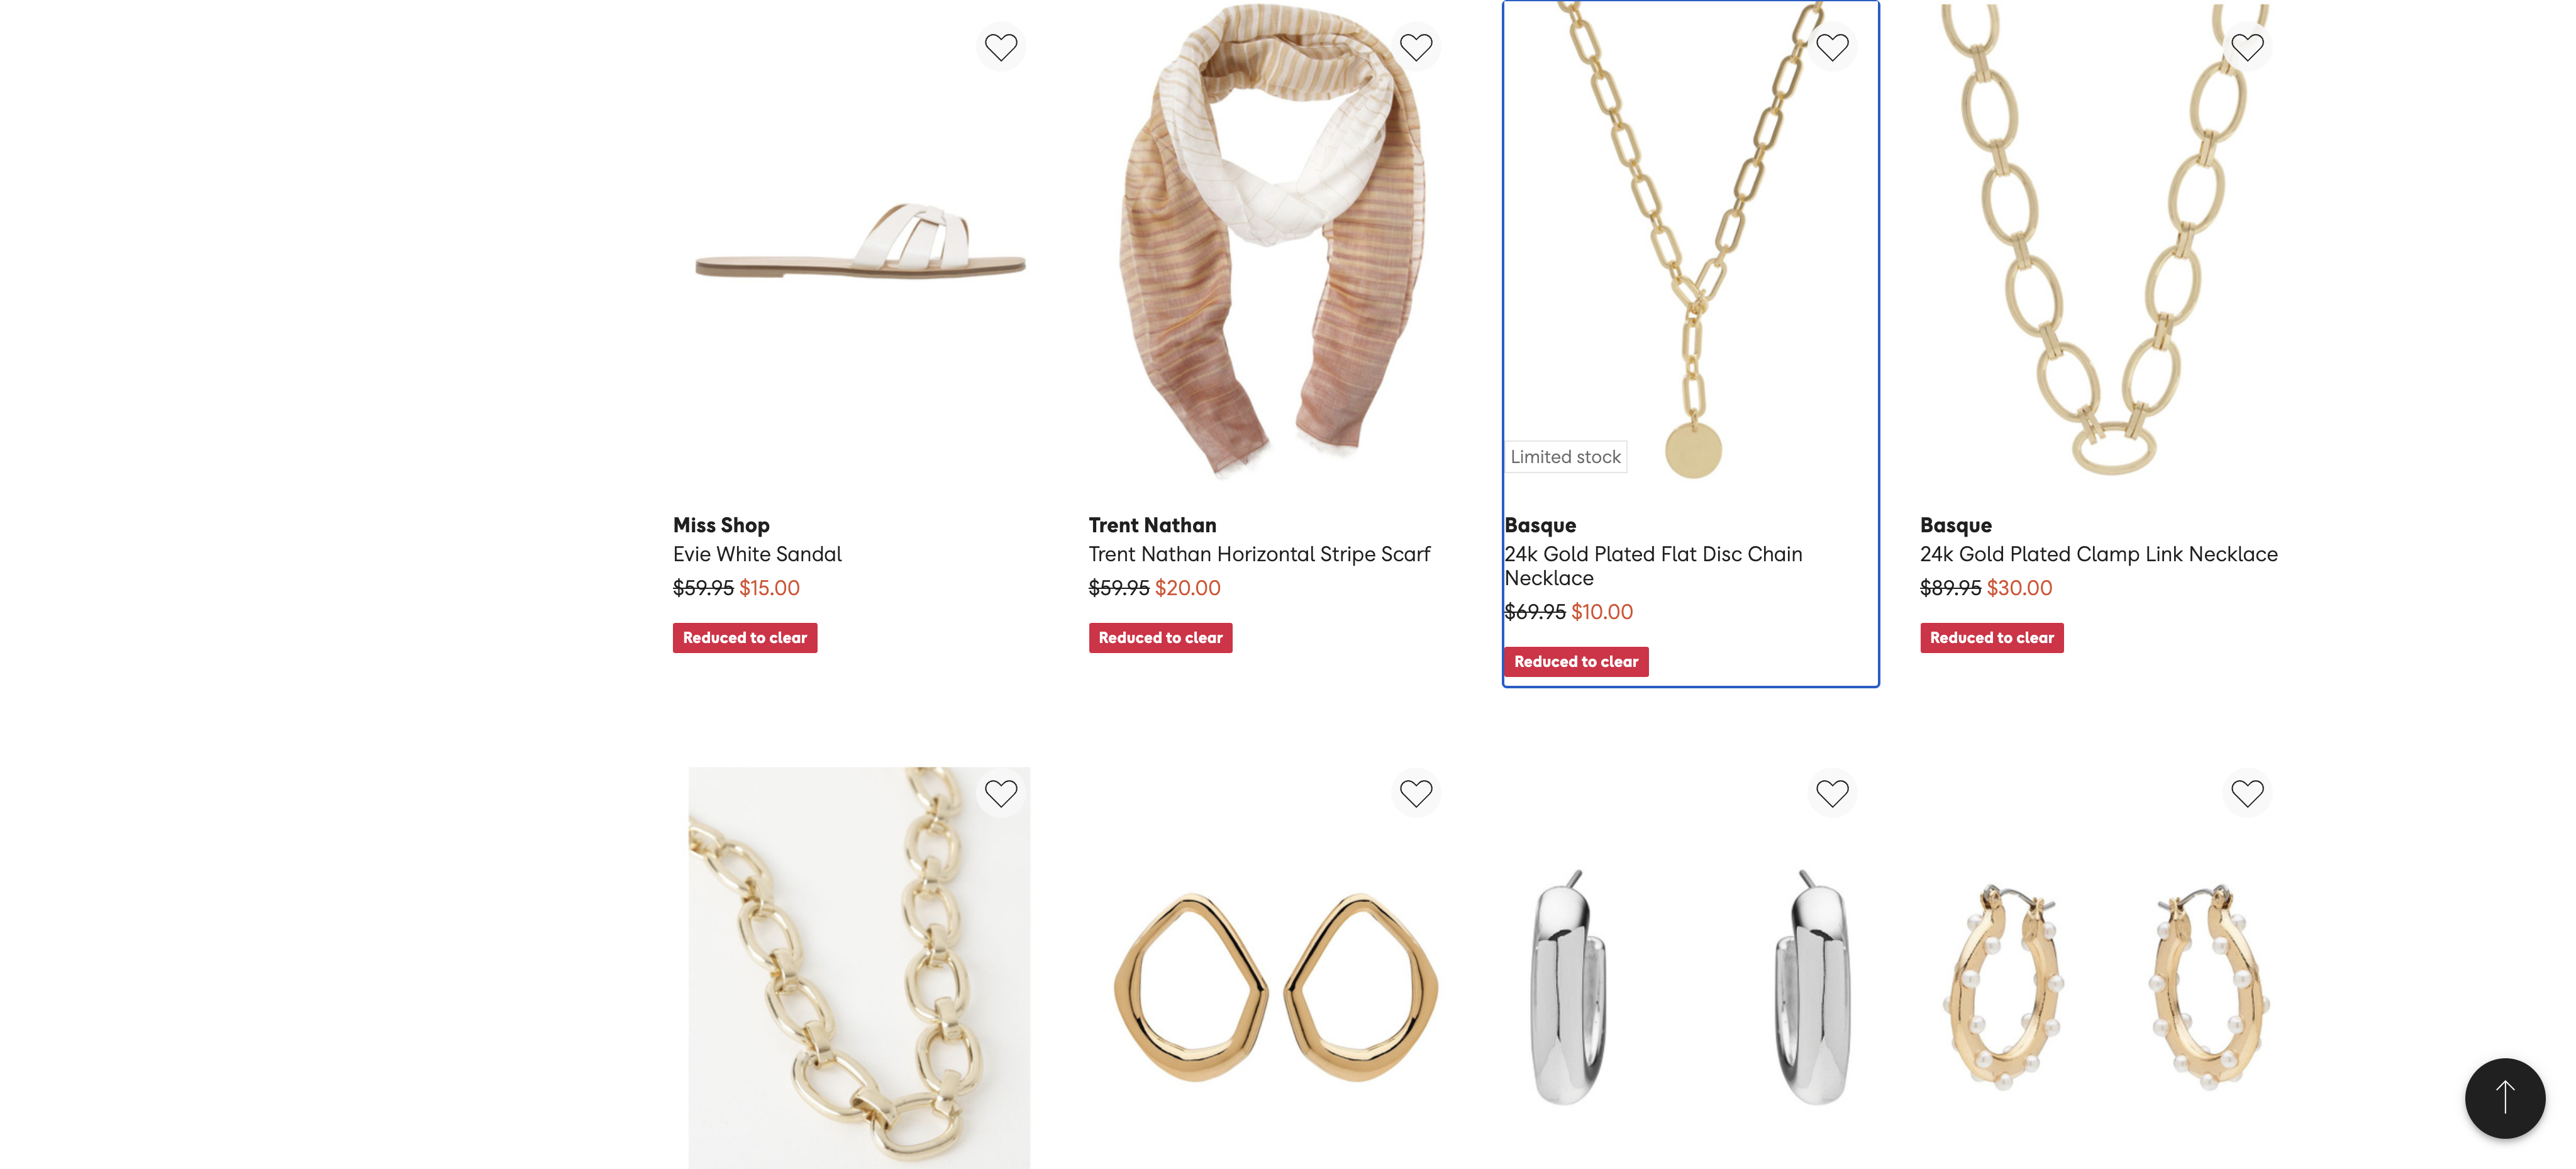 Limited stock
Miss Shop
Evie White Sandal
$59.95 $15.00
Reduced to clear
Trent Nathan
Trent Nathan Horizontal Stripe Scarf
$59.95 $20.00
Reduced to clear
Basque
24k Gold Plated Flat Disc Chain
Necklace
$69.95 $10.00
Reduced to clear
Basque
24k Gold Plated Clamp Link Necklace
$89.95 $30.00
Reduced to clear